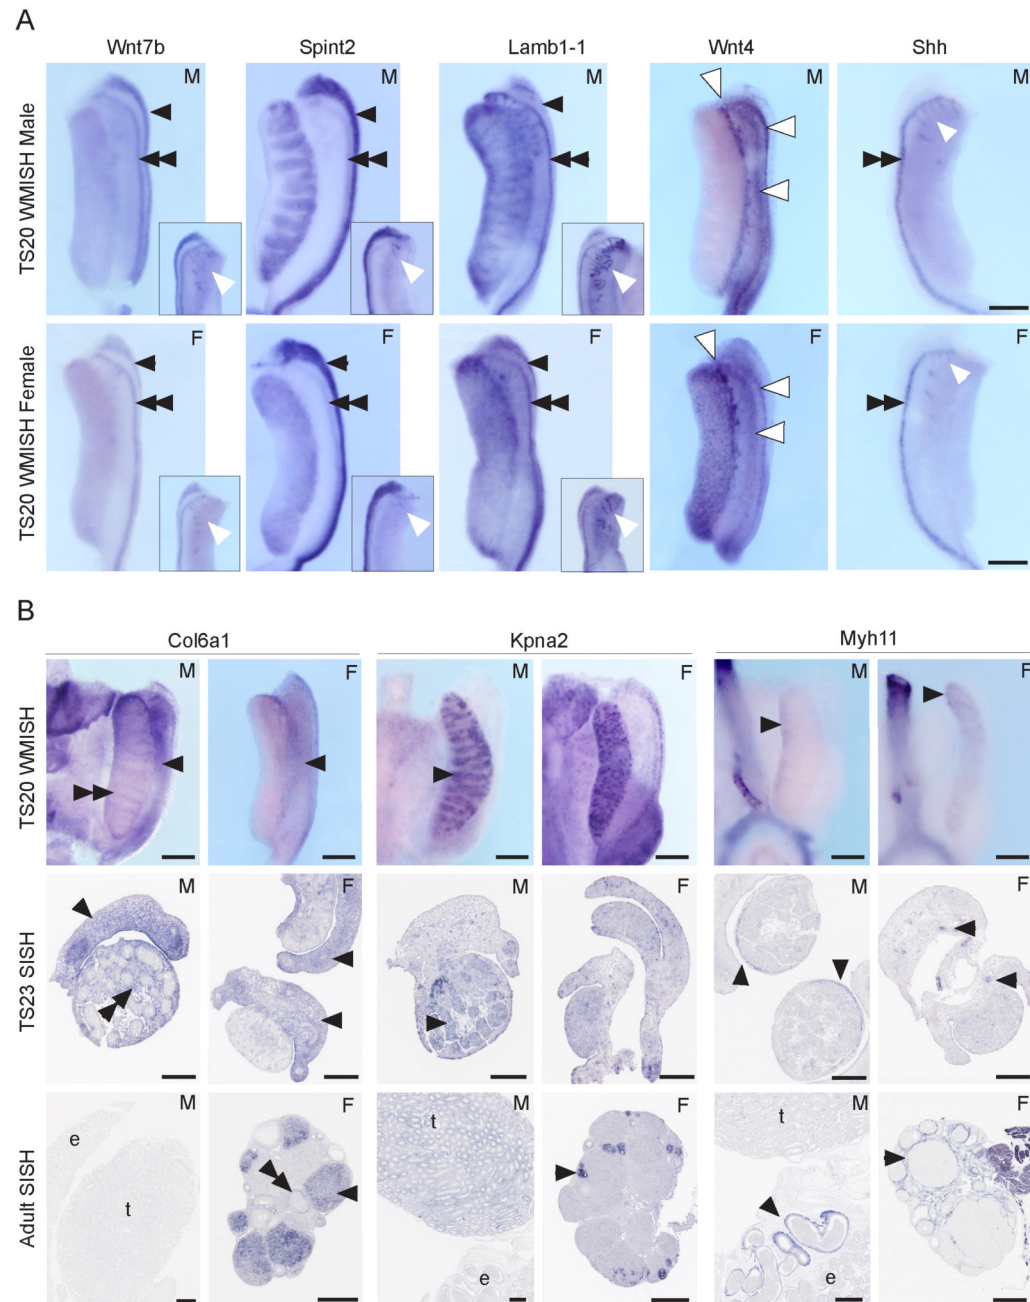 A
Wnt7b Spint2 Lamb1-1 Wnt4 Shh
TS20 WMISH Male
M M M M M
TS20 WMISH Female
F F F F F
B
Col6a1 Kpna2 Myh11
TS20 WMISH
M F M F M F
TS23 SISH
M F M F M F
Adult SISH
M F M F M F
e t t e t e